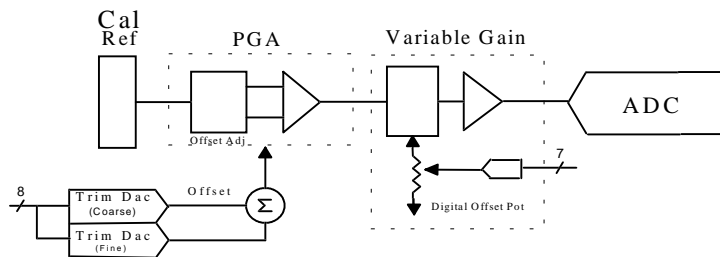 Cal
Ref
PGA
Variable Gain
ADC
Offset Adj
7
8
Trim Dac
(Coarse)
Offset
Σ
Digital Offset Pot
Trim Dac
(Fine)